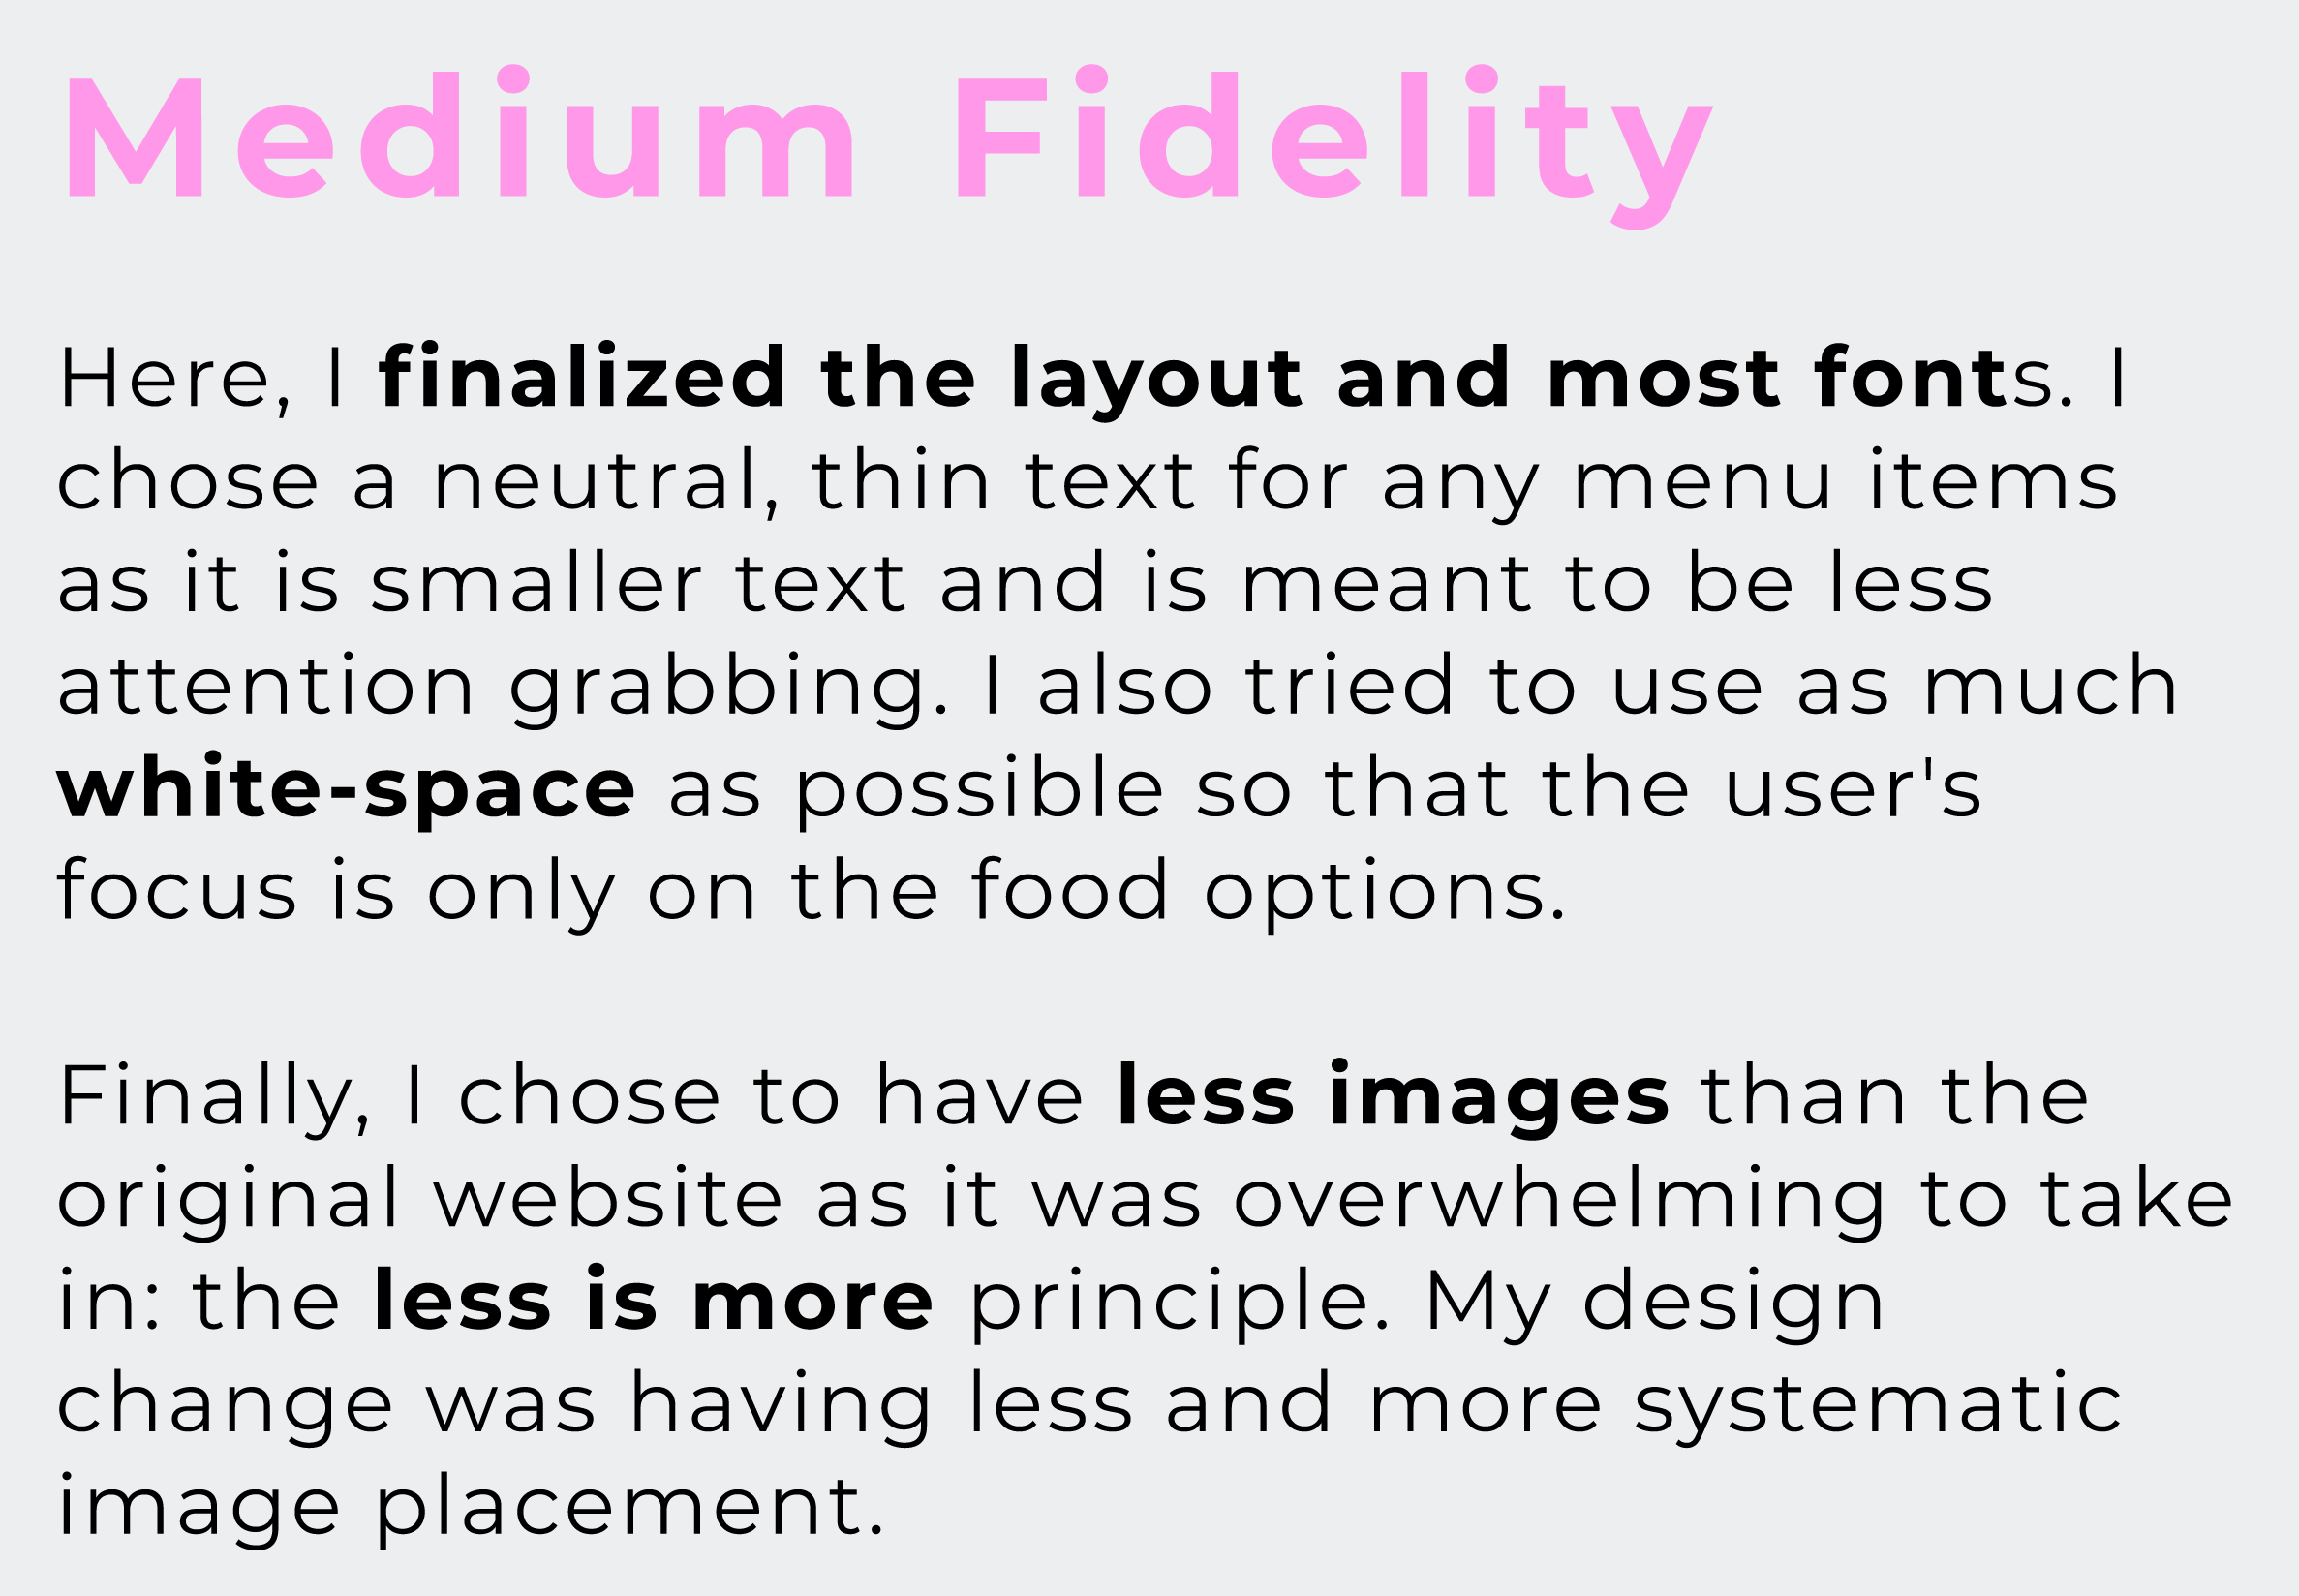 Medium Fidelity
Here, I finalized the layout and most fonts. I
chose a neutral, thin text for any menu items
as it is smaller text and is meant to be less
attention grabbing. I also tried to use as much
white-space as possible so that the user's
focus is only on the food options.
Finally, I chose to have less images than the
original website as it was overwhelming to take
in: the less is more principle. My design
change was having less and more systematic
image placement.